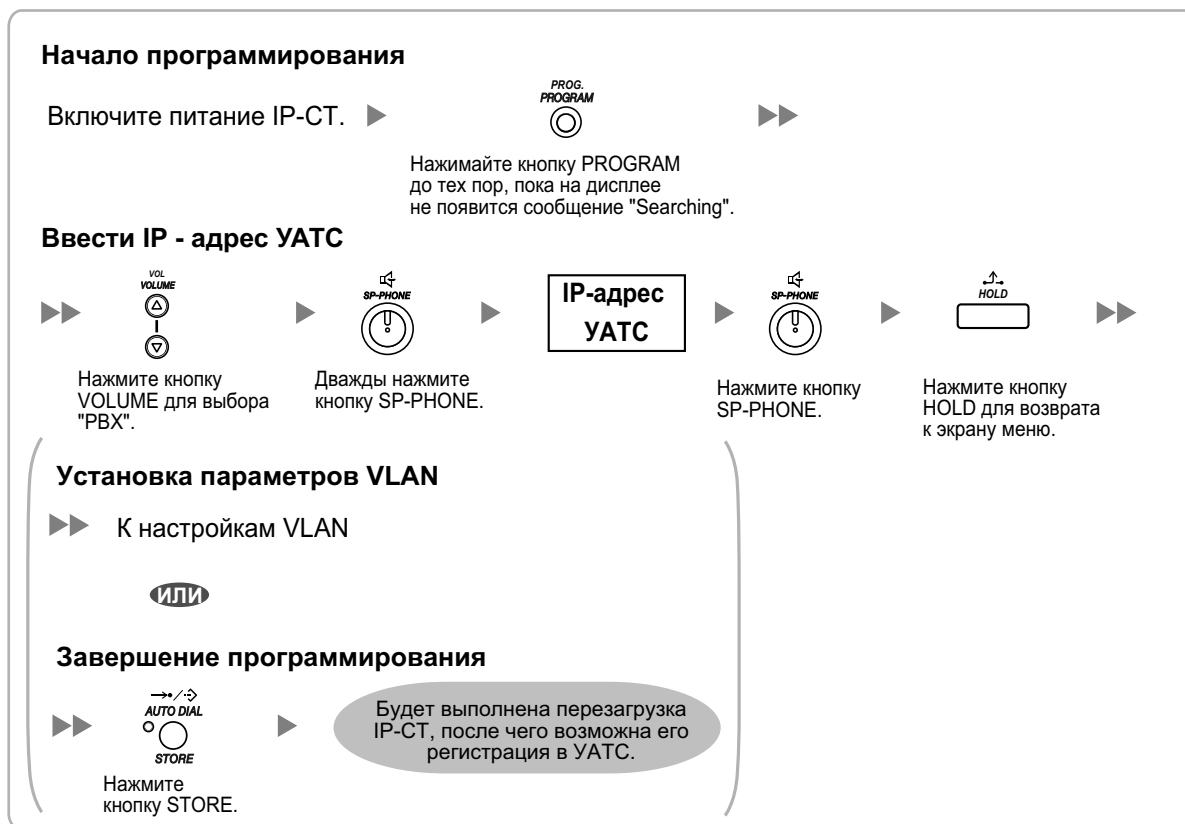 Начало программирования
Включите питание IP-CT.
PROG.
PROGRAM
Нажимайте кнопку PROGRAM
до тех пор, пока на дисплее
не появится сообщение "Searching".
Ввести IP - адрес УАТС
VOL
VOLUME
Нажмите кнопку
VOLUME для выбора
"PBX".
SP-PHONE
Дважды нажмите
кнопку SP-PHONE.
IP-адрес
УАТС
SP-PHONE
Нажмите кнопку
SP-PHONE.
HOLD
Нажмите кнопку
HOLD для возврата
к экрану меню.
Установка параметров VLAN
К настройкам VLAN
ИЛИ
Завершение программирования
AUTO DIAL
STORE
Нажмите
кнопку STORE.
Будет выполнена перезагрузка
IP-CT, после чего возможна его
регистрация в УАТС.